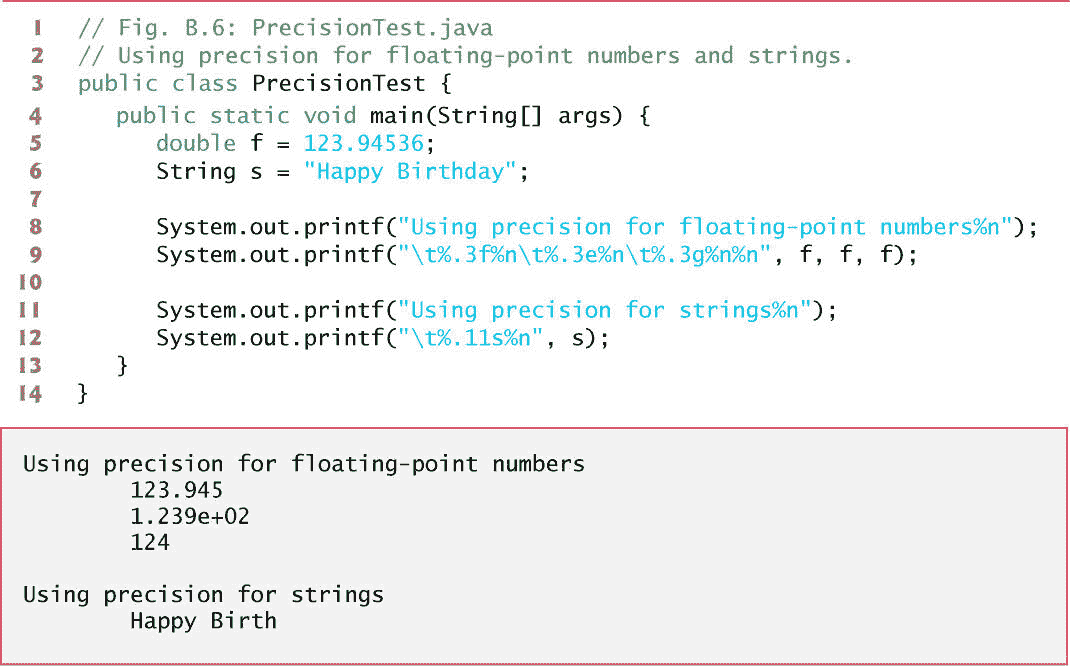 1 // Fig. B.6: PrecisionTest.java
2 // Using precision for floating-point numbers and strings.
3 public class PrecisionTest {
4    public static void main(String[] args) {
5       double f = 123.94536;
6       String s = "Happy Birthday";
7
8       System.out.printf("Using precision for floating-point numbers%n");
9       System.out.printf("\t%.3f%n\t%.3e%n\t%.3g%n%n", f, f, f);
10
11       System.out.printf("Using precision for strings%n");
12       System.out.printf("\t%.11s%n", s);
13    }
14 }
Using precision for floating-point numbers
        123.945
        1.239e+02
        124
Using precision for strings
        Happy Birth